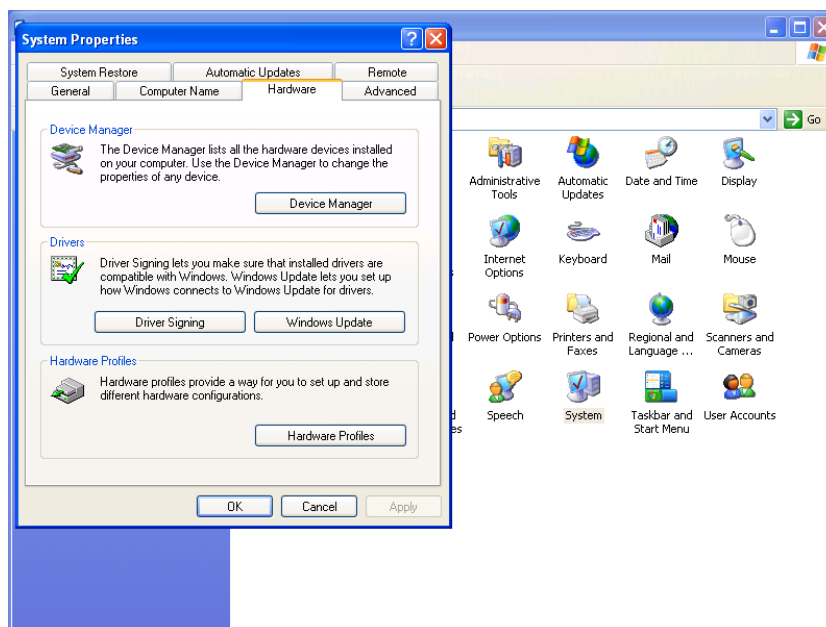 System Properties
System Restore
Automatic Updates
Remote
General
Computer Name
Hardware
Advanced
Device Manager
The Device Manager lists all the hardware devices installed
on your computer. Use the Device Manager to change the
properties of any device.
Device Manager
Drivers
Driver Signing lets you make sure that installed drivers are
compatible with Windows. Windows Update lets you set up
how Windows connects to Windows Update for drivers.
Driver Signing
Windows Update
Hardware Profiles
Hardware profiles provide a way for you to set up and store
different hardware configurations.
Hardware Profiles
OK
Cancel
Apply
Go
Administrative
Tools
Automatic
Updates
Date and Time
Display
Internet
Options
Keyboard
Mail
Mouse
Power Options
Printers and
Faxes
Regional and
Language ...
Scanners and
Cameras
Speech
System
Taskbar and
Start Menu
User Accounts